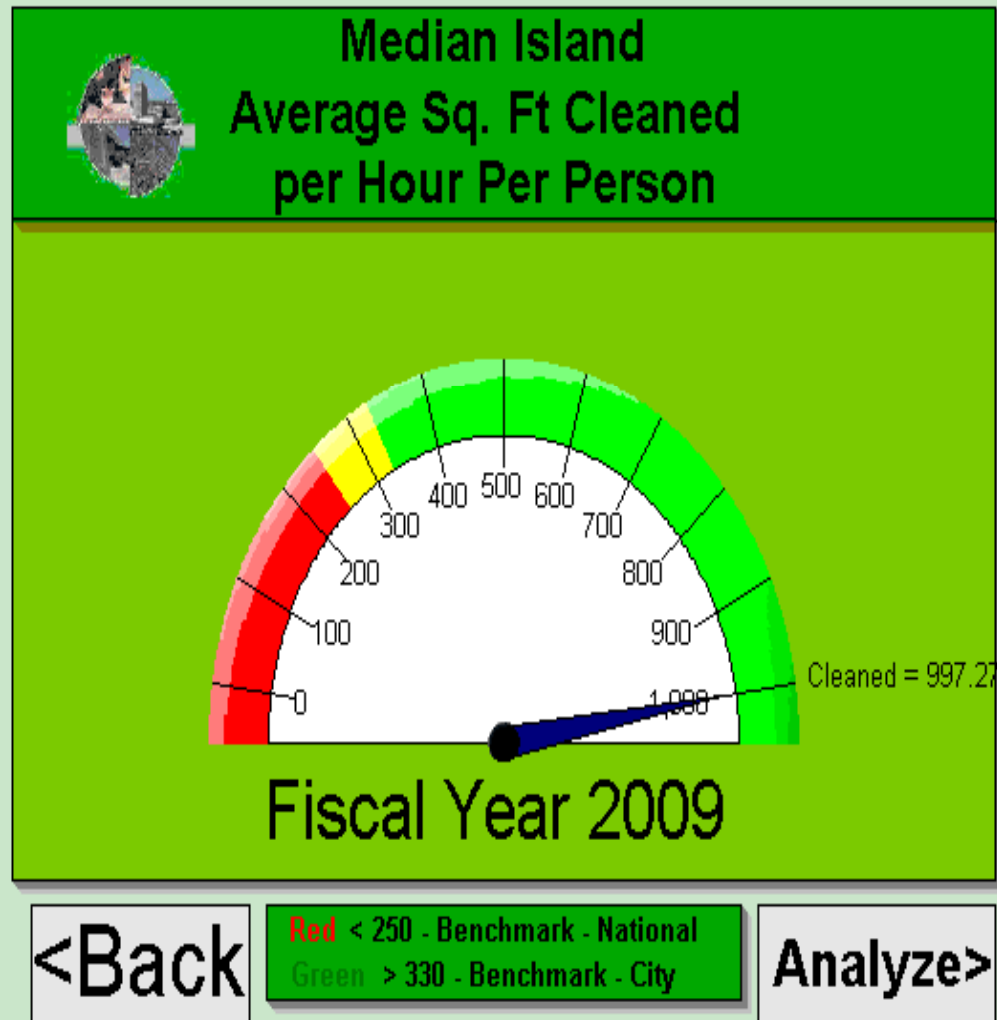 Median Island
Average Sq. Ft Cleaned
per Hour Per Person
0
100
200
300
400
500
600
700
800
900
1,000
Cleaned = 997.27
Fiscal Year 2009
<Back
Red < 250 - Benchmark - National
Green > 330 - Benchmark - City
Analyze>